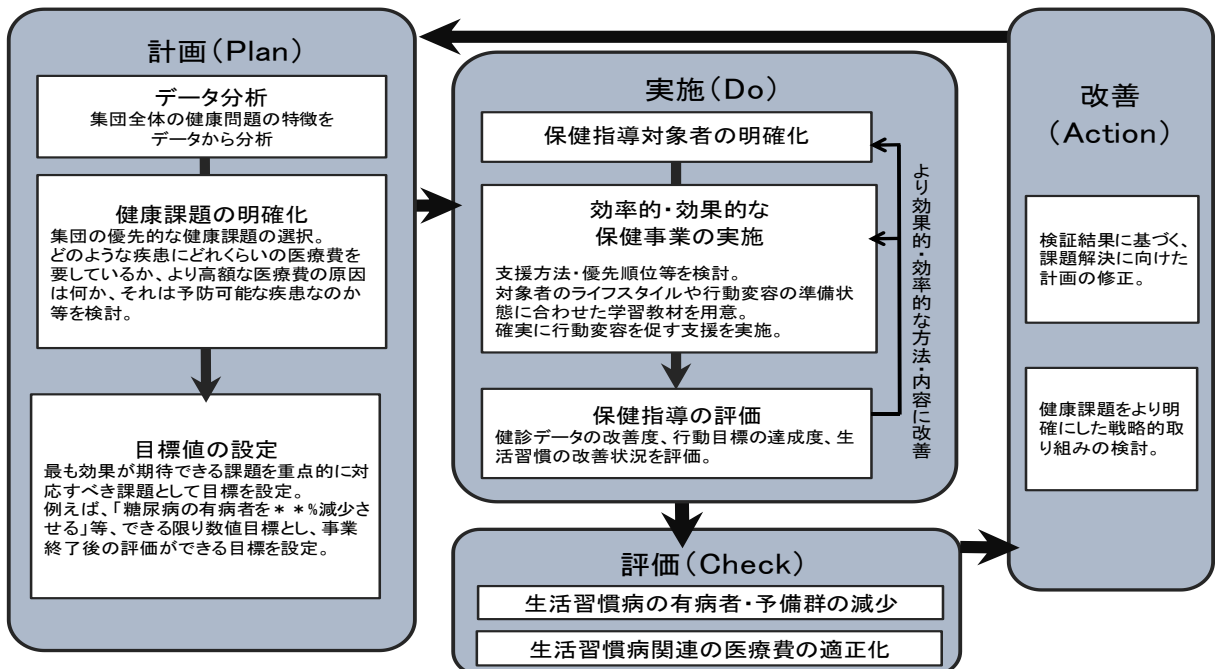 計画(Plan)
データ分析
集団全体の健康問題の特徴を
データから分析
健康課題の明確化
集団の優先的な健康課題の選択。
どのような疾患にどれくらいの医療費を
要しているか、より高額な医療費の原因
は何か、それは予防可能な疾患なのか
等を検討。
目標値の設定
最も効果が期待できる課題を重点的に対
応すべき課題として目標を設定。
例えば、「糖尿病の有病者を**%減少さ
せる」等、できる限り数値目標とし、事業
終了後の評価ができる目標を設定。
実施(Do)
保健指導対象者の明確化
効率的・効果的な
保健事業の実施
支援方法・優先順位等を検討。
対象者のライフスタイルや行動変容の準備状
態に合わせた学習教材を用意。
確実に行動変容を促す支援を実施。
保健指導の評価
健診データの改善度、行動目標の達成度、生
活習慣の改善状況を評価。
より効果的・効率的な方法・内容に改善
評価(Check)
生活習慣病の有病者・予備群の減少
生活習慣病関連の医療費の適正化
改善
(Action)
検証結果に基づく、
課題解決に向けた
計画の修正。
健康課題をより明
確にした戦略的取
り組みの検討。